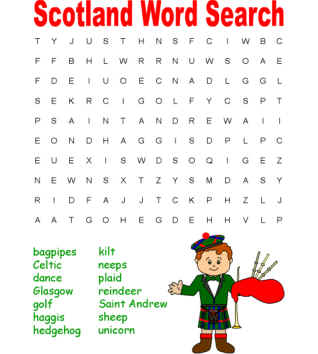 Scotland Word Search
T Y J U S T H N S F C I W B C
F F B H L W R R N U W S O A E
F D E I U O E C N A D L G G L
S E K R C I G O L F Y C S P T
P S A I N T A N D R E W A I I
E O N D H A G G I S D P L P C
E U E X I S W D S O Q I G E Z
N E W N S X T Z Y S M D A S Y
R I D F A J J T C K P H Z L J
A A T G O H E G D E H H V L P
bagpipes kilt
Celtic neeps
dance plaid
Glasgow reindeer
golf Saint Andrew
haggis sheep
hedgehog unicorn